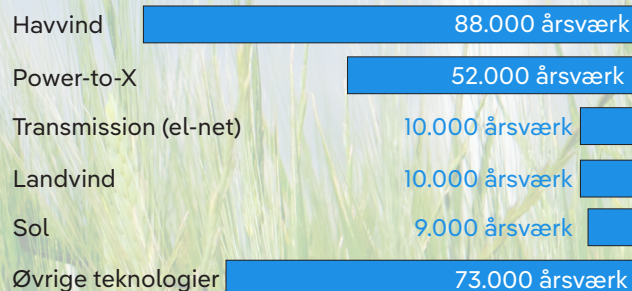 Havvind 88.000 årsværk
Power-to-X 52.000 årsværk
Transmission (el-net) 10.000 årsværk
Landvind 10.000 årsværk
Sol 9.000 årsværk
Øvrige teknologier 73.000 årsværk